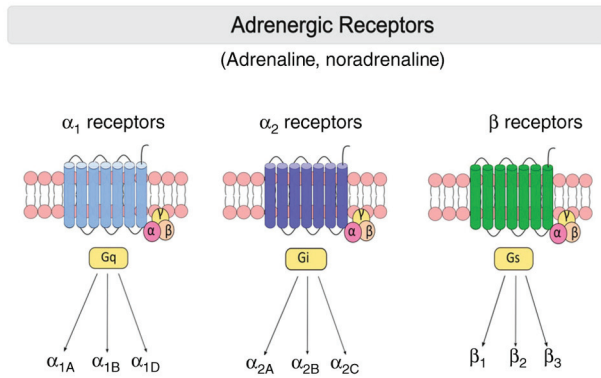 Adrenergic Receptors
(Adrenaline, noradrenaline)
α₁ receptors α₂ receptors β receptors
γ γ γ
α β α β α β
Gq Gi Gs
α₁A α₁B α₁D α₂A α₂B α₂C β₁ β₂ β₃